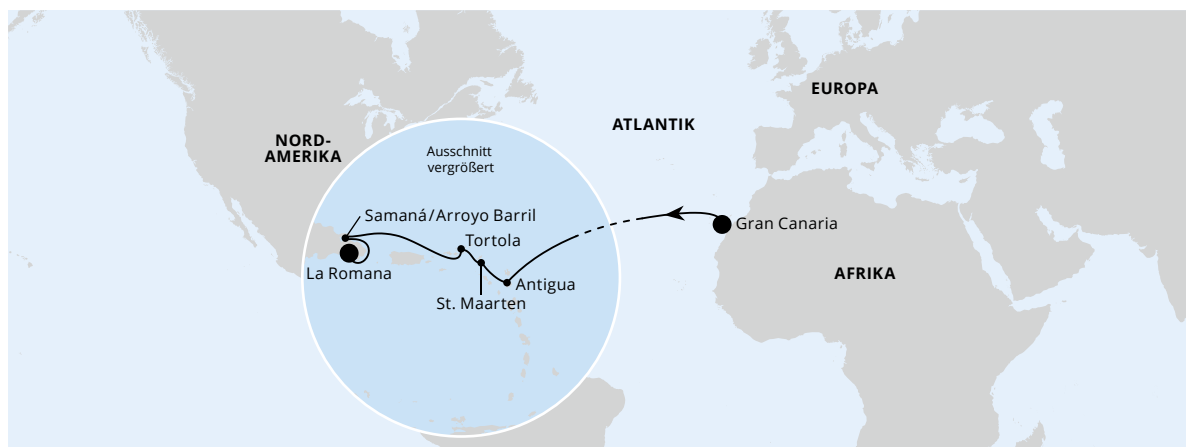 EUROPA
ATLANTIK
NORD-
AMERIKA
Ausschnitt
vergrößert
Samaná/Arroyo Barril
Gran Canaria
Tortola
La Romana
AFRIKA
Antigua
St. Maarten